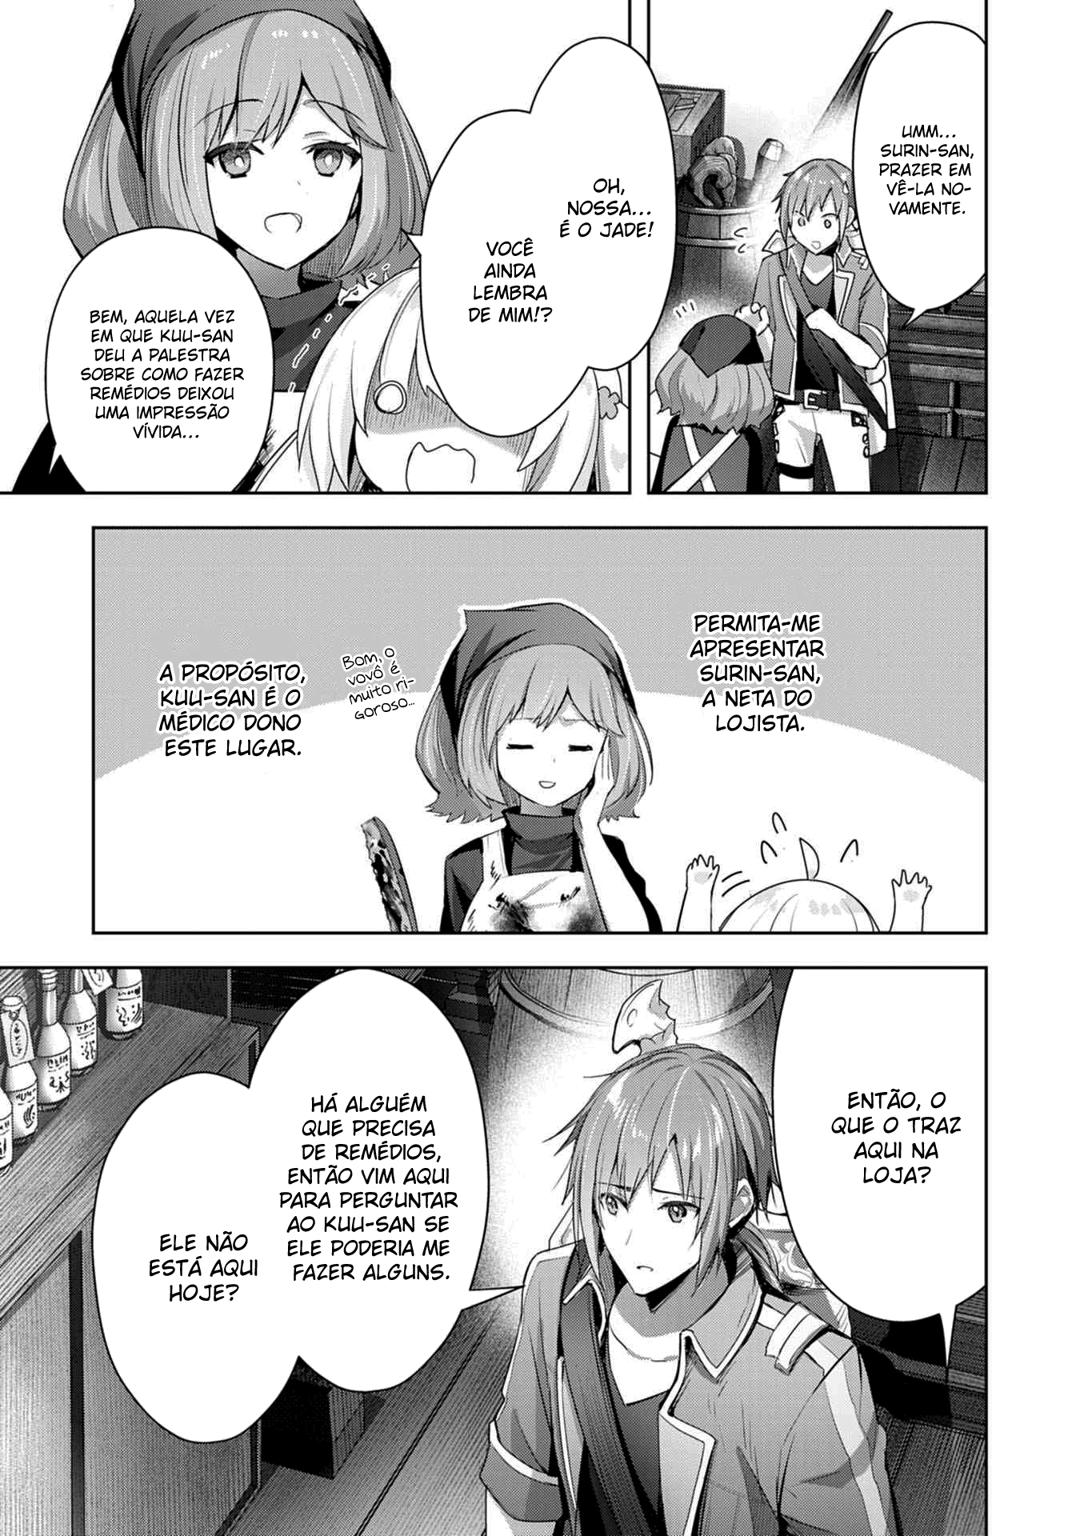 UMM...
SURIN-SAN,
PRAZER EM
VÊ-LA NO-
VAMENTE.
OH,
NOSSA...
É O JADE!
VOCÊ
AINDA
LEMBRA
DE MIM!?
BEM, AQUELA VEZ
EM QUE KUU-SAN
DEU A PALESTRA
SOBRE COMO FAZER
REMÉDIOS DEIXOU
UMA IMPRESSÃO
VÍVIDA...
PERMITA-ME
APRESENTAR
SURIN-SAN,
A NETA DO
LOJISTA.
Bom, o
vovô é
muito ri-
goroso...
A PROPÓSITO,
KUU-SAN É O
MÉDICO DONO
ESTE LUGAR.
ENTÃO, O
QUE O TRAZ
AQUI NA
LOJA?
HÁ ALGUÉM
QUE PRECISA
DE REMÉDIOS,
ENTÃO VIM AQUI
PARA PERGUNTAR
AO KUU-SAN SE
ELE PODERIA ME
FAZER ALGUNS.
ELE NÃO
ESTÁ AQUI
HOJE?